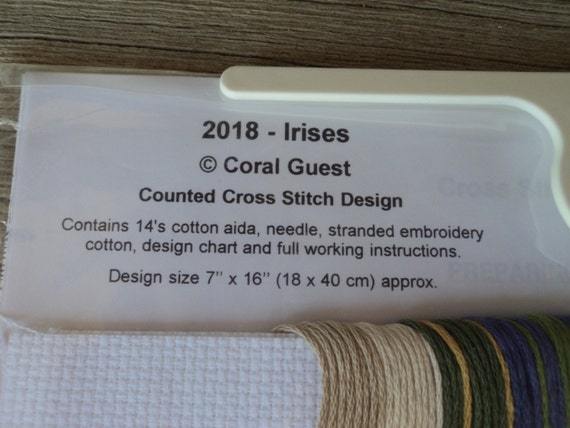 2018 - Irises
© Coral Guest
Counted Cross Stitch Design
Contains 14's cotton aida, needle, stranded embroidery
cotton, design chart and full working instructions.
Design size 7’’ x 16’’ (18 x 40 cm) approx.
Cross